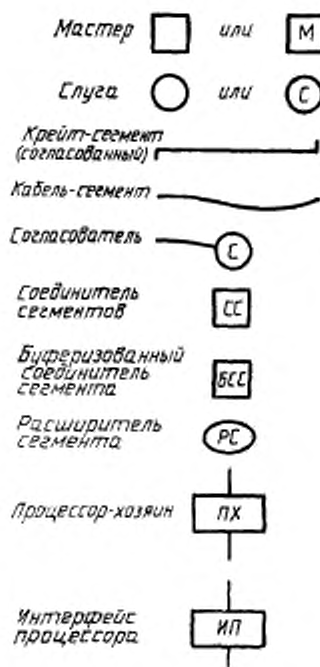 Мастер или М
Слуга или С
Крейт-сегмент
(согласованный)
Кабель-сегмент
Согласователь С
Соединитель
сегментов СС
Буферизованный
соединитель
сегмента БСС
Расширитель
сегмента РС
Процессор-хозяин ПХ
Интерфейс
процессора ИП